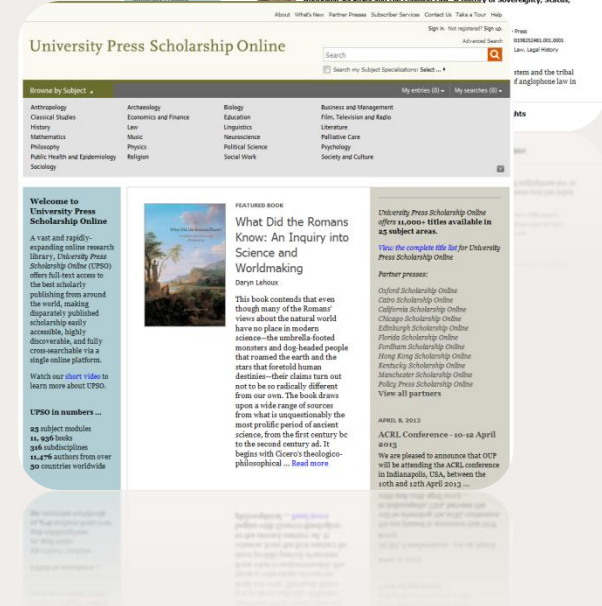 About What's New Partner Presses Subscriber Services Contact Us Take a Tour Help
Sign in. Not registered? Sign up.
University Press Scholarship Online
Advanced Search
Search
Search my Subject Specializations: Select ...
Browse by Subject
My entries (0)
My searches (0)
Anthropology
Archaeology
Biology
Business and Management
Classical Studies
Economics and Finance
Education
Film, Television and Radio
History
Law
Linguistics
Literature
Mathematics
Music
Neuroscience
Palliative Care
Philosophy
Physics
Political Science
Psychology
Public Health and Epidemiology
Religion
Social Work
Society and Culture
Sociology
Welcome to
University Press
Scholarship Online
A vast and rapidly-
expanding online research
library, University Press
Scholarship Online (UPSO)
offers full-text access to
the best scholarly
publishing from around
the world, making
disparately published
scholarship easily
accessible, highly
discoverable, and fully
cross-searchable via a
single online platform.
Watch our short video to
learn more about UPSO.
UPSO in numbers ...
25 subject modules
11, 936 books
316 subdisciplines
11,476 authors from over
50 countries worldwide
FEATURED BOOK
What Did the Romans
Know: An Inquiry into
Science and
Worldmaking
Daryn Lehoux
This book contends that even
though many of the Romans'
views about the natural world
have no place in modern
science—the umbrella-footed
monsters and dog-headed people
that roamed the earth and the
stars that foretold human
destinies—their claims turn out
not to be so radically different
from our own. The book draws
upon a wide range of sources
from what is unquestionably the
most prolific period of ancient
science, from the first century bc
to the second century ad. It
begins with Cicero's theologico-
philosophical ... Read more
University Press Scholarship Online
offers 11,000+ titles available in
25 subject areas.
View the complete title list for University
Press Scholarship Online
Partner presses:
Oxford Scholarship Online
Cairo Scholarship Online
California Scholarship Online
Chicago Scholarship Online
Edinburgh Scholarship Online
Florida Scholarship Online
Fordham Scholarship Online
Hong Kong Scholarship Online
Kentucky Scholarship Online
Manchester Scholarship Online
Policy Press Scholarship Online
View all partners
APRIL 8, 2013
ACRL Conference - 10-12 April
2013
We are pleased to announce that OUP
will be attending the ACRL conference
in Indianapolis, USA, between the
10th and 12th April 2013 ...
Press
Law, Legal History
stem and the tribal
of anglophone law in
hts